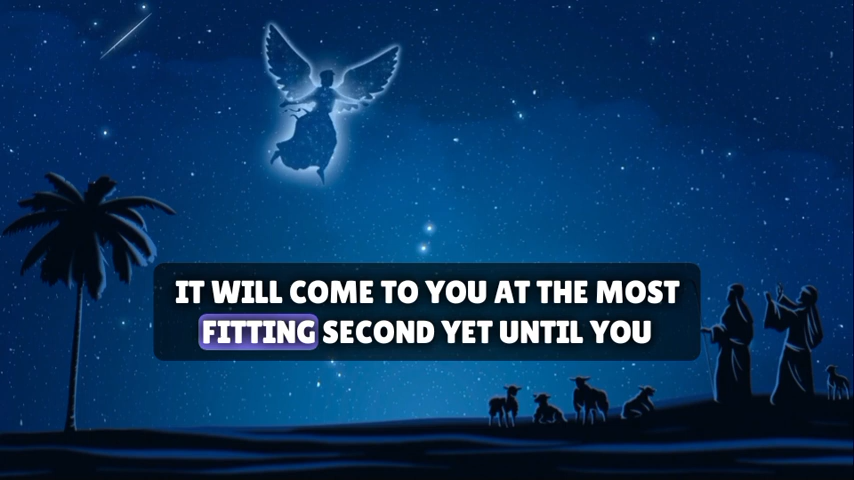 IT WILL COME TO YOU AT THE MOST
FITTING SECOND YET UNTIL YOU